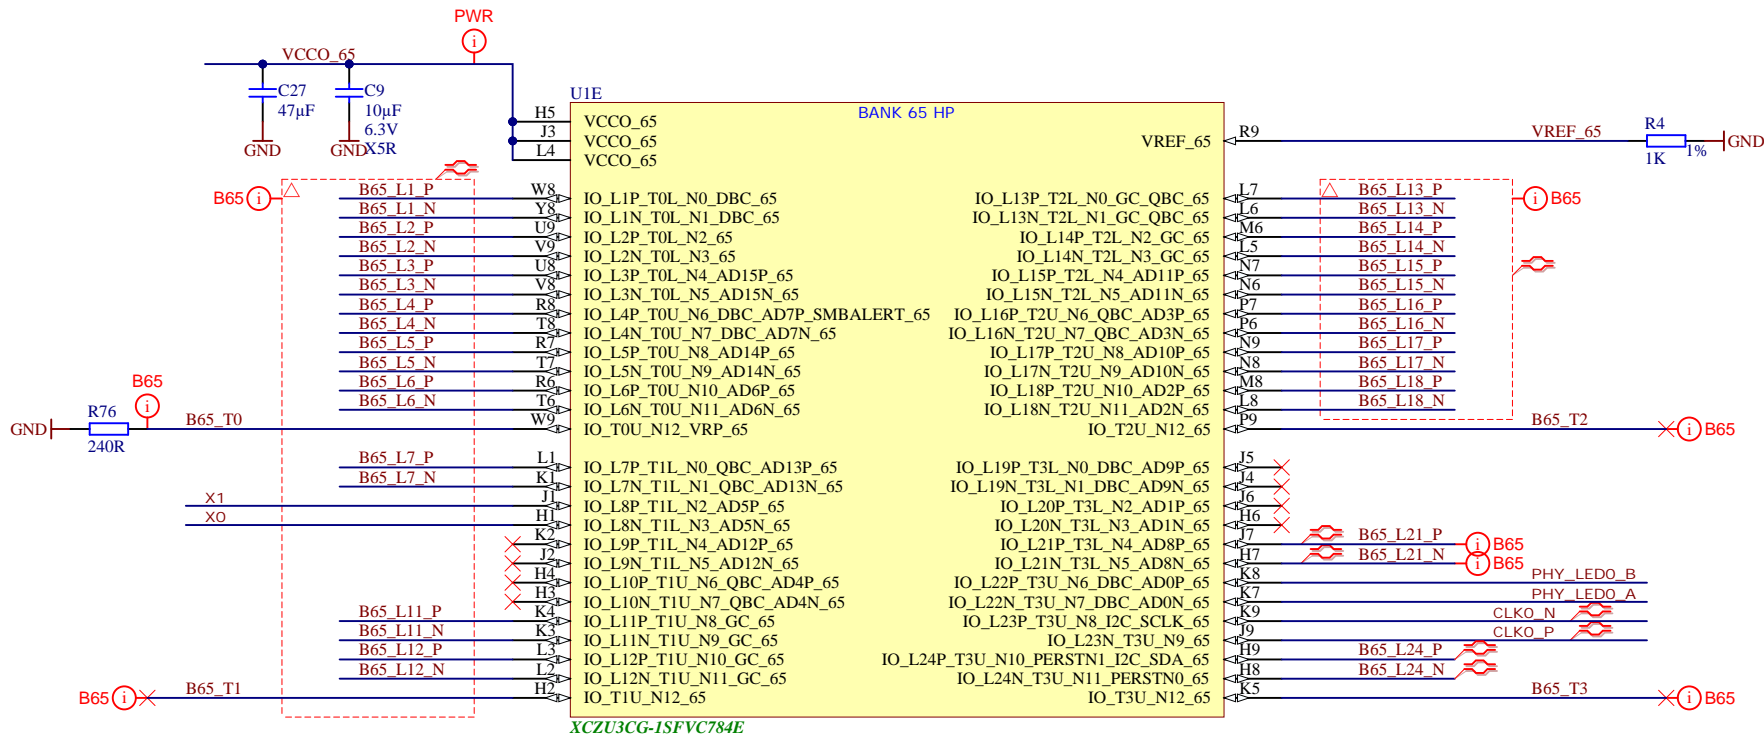 PWR
i
VCCO_65
C27
47µF
GND
C9
10µF
6.3V
X5R
GND
U1E
BANK 65 HP
H5 VCCO_65
J3 VCCO_65
L4 VCCO_65
VREF_65 R9 VREF_65 R4 1K 1% GND
B65 i
B65_L1_P W8 IO_L1P_T0L_N0_DBC_65
B65_L1_N Y8 IO_L1N_T0L_N1_DBC_65
B65_L2_P U9 IO_L2P_T0L_N2_65
B65_L2_N V9 IO_L2N_T0L_N3_65
B65_L3_P U8 IO_L3P_T0L_N4_AD15P_65
B65_L3_N V8 IO_L3N_T0L_N5_AD15N_65
B65_L4_P R8 IO_L4P_T0U_N6_DBC_AD7P_SMBALERT_65
B65_L4_N T8 IO_L4N_T0U_N7_DBC_AD7N_65
B65_L5_P R7 IO_L5P_T0U_N8_AD14P_65
B65_L5_N T7 IO_L5N_T0U_N9_AD14N_65
B65_L6_P R6 IO_L6P_T0U_N10_AD6P_65
B65_L6_N T6 IO_L6N_T0U_N11_AD6N_65
B65
i
GND R76 240R B65_T0 W9 IO_T0U_N12_VRP_65
B65_L7_P L1 IO_L7P_T1L_N0_QBC_AD13P_65
B65_L7_N K1 IO_L7N_T1L_N1_QBC_AD13N_65
X1 J1 IO_L8P_T1L_N2_AD5P_65
X0 H1 IO_L8N_T1L_N3_AD5N_65
K2 IO_L9P_T1L_N4_AD12P_65
J2 IO_L9N_T1L_N5_AD12N_65
H4 IO_L10P_T1U_N6_QBC_AD4P_65
H3 IO_L10N_T1U_N7_QBC_AD4N_65
B65_L11_P K4 IO_L11P_T1U_N8_GC_65
B65_L11_N K3 IO_L11N_T1U_N9_GC_65
B65_L12_P L3 IO_L12P_T1U_N10_GC_65
B65_L12_N L2 IO_L12N_T1U_N11_GC_65
B65 i B65_T1 H2 IO_T1U_N12_65
IO_L13P_T2L_N0_GC_QBC_65 L7 B65_L13_P
i B65
IO_L13N_T2L_N1_GC_QBC_65 L6 B65_L13_N
IO_L14P_T2L_N2_GC_65 M6 B65_L14_P
IO_L14N_T2L_N3_GC_65 L5 B65_L14_N
IO_L15P_T2L_N4_AD11P_65 N7 B65_L15_P
IO_L15N_T2L_N5_AD11N_65 N6 B65_L15_N
IO_L16P_T2U_N6_QBC_AD3P_65 P7 B65_L16_P
IO_L16N_T2U_N7_QBC_AD3N_65 P6 B65_L16_N
IO_L17P_T2U_N8_AD10P_65 N9 B65_L17_P
IO_L17N_T2U_N9_AD10N_65 N8 B65_L17_N
IO_L18P_T2U_N10_AD2P_65 M8 B65_L18_P
IO_L18N_T2U_N11_AD2N_65 L8 B65_L18_N
IO_T2U_N12_65 P9 B65_T2 i B65
IO_L19P_T3L_N0_DBC_AD9P_65 J5
IO_L19N_T3L_N1_DBC_AD9N_65 J4
IO_L20P_T3L_N2_AD1P_65 J6
IO_L20N_T3L_N3_AD1N_65 H6
IO_L21P_T3L_N4_AD8P_65 J7 B65_L21_P i B65
IO_L21N_T3L_N5_AD8N_65 H7 B65_L21_N i B65
IO_L22P_T3U_N6_DBC_AD0P_65 K8 PHY_LED0_B
IO_L22N_T3U_N7_DBC_AD0N_65 K7 PHY_LED0_A
IO_L23P_T3U_N8_I2C_SCLK_65 K9 CLK0_N
IO_L23N_T3U_N9_65 J9 CLK0_P
IO_L24P_T3U_N10_PERSTN1_I2C_SDA_65 H9 B65_L24_P
IO_L24N_T3U_N11_PERSTN0_65 H8 B65_L24_N
IO_T3U_N12_65 K5 B65_T3 i B65
XCZU3CG-1SFVC784E